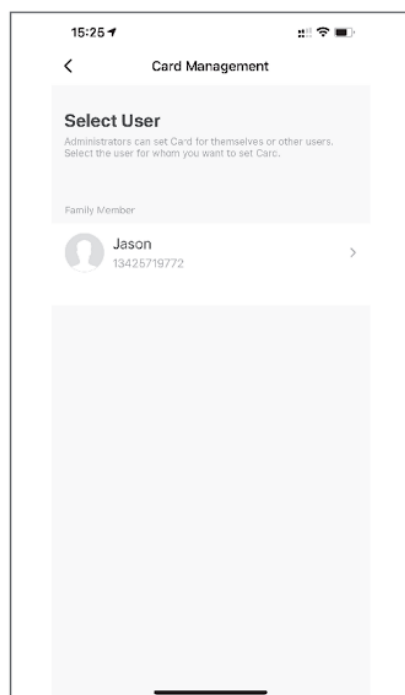 15:25
Card Management
Select User
Administrators can set Card for themselves or other users.
Select the user for whom you want to set Card.
Family Member
Jason
13425719772